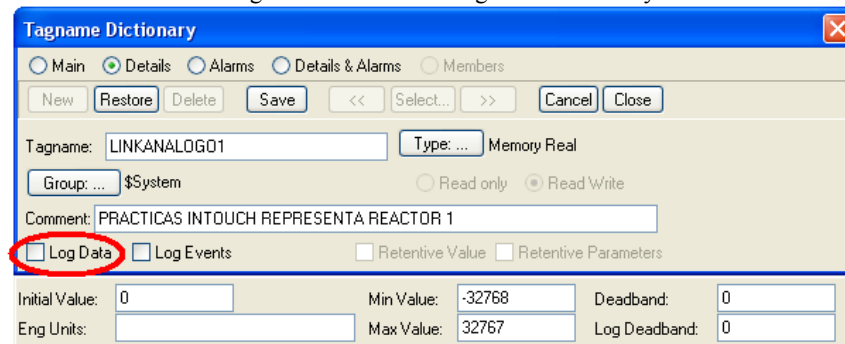 Tagname Dictionary
Main Details Alarms Details & Alarms Members
New Restore Delete Save << Select... >> Cancel Close
Tagname: LINKANALOGO1 Type: ... Memory Real
Group: ... $System Read only Read Write
Comment: PRACTICAS INTOUCH REPRESENTA REACTOR 1
Log Data Log Events Retentive Value Retentive Parameters
Initial Value: 0 Min Value: -32768 Deadband: 0
Eng Units: Max Value: 32767 Log Deadband: 0